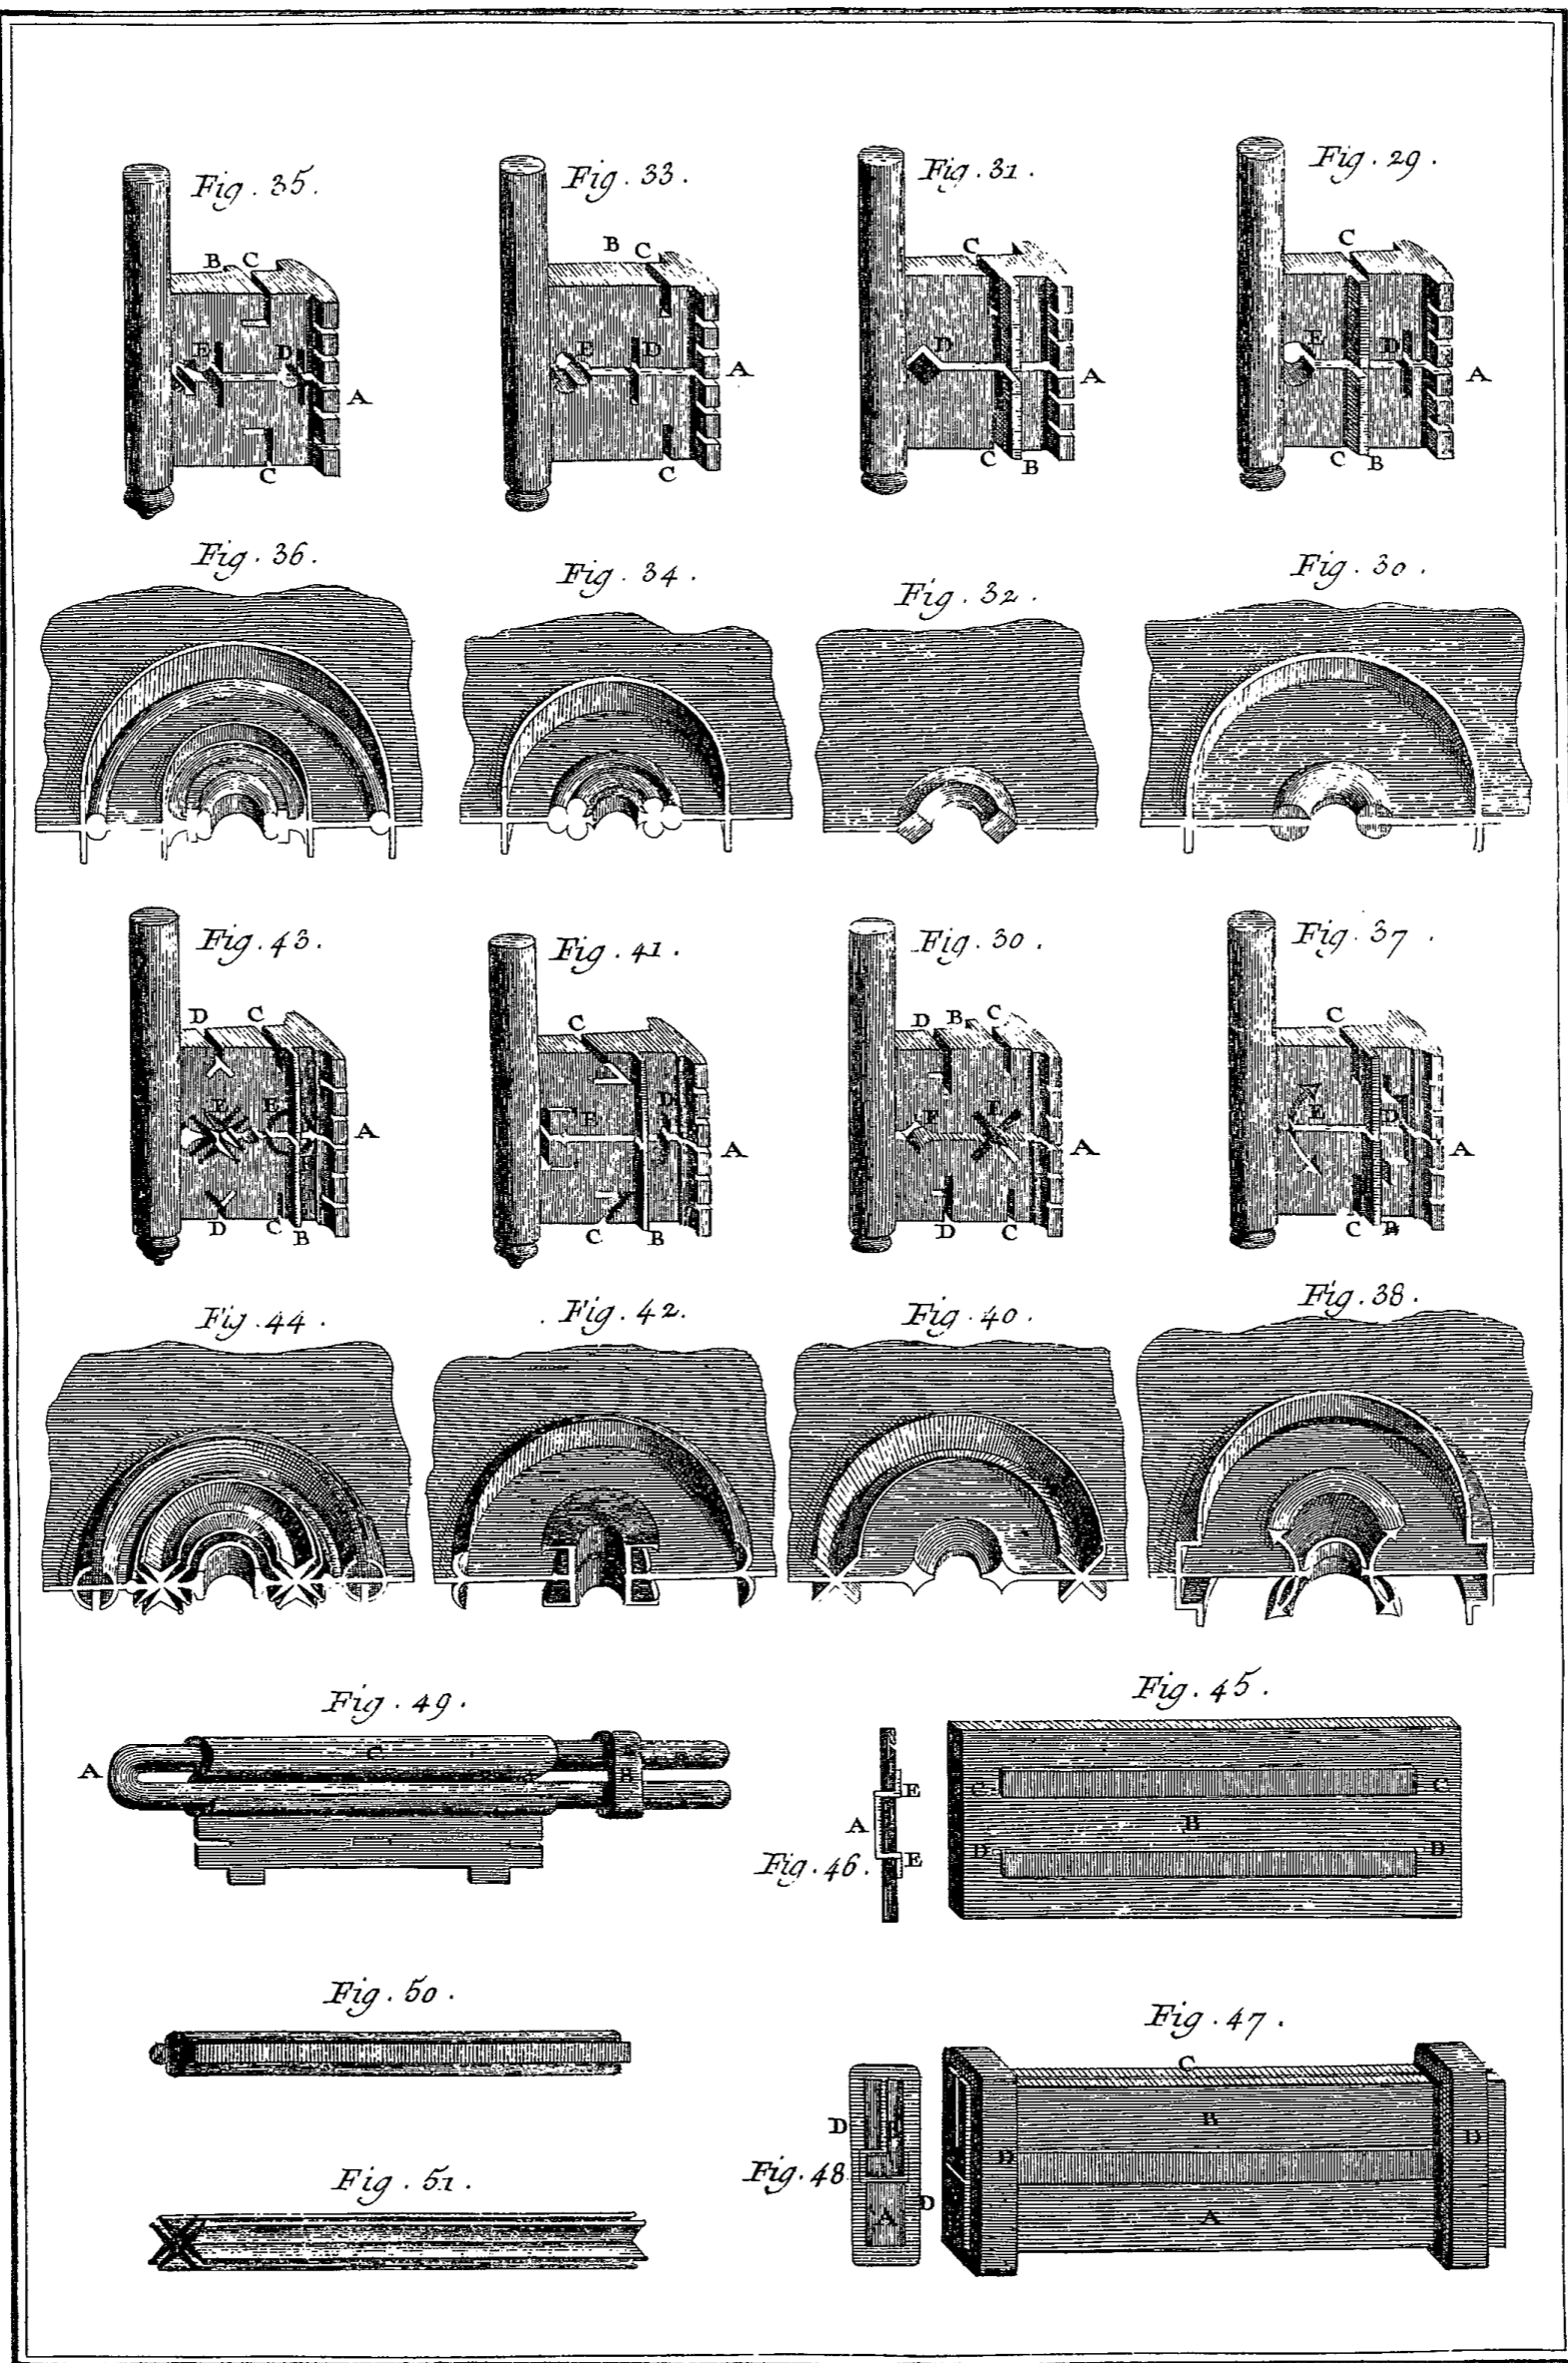 Fig. 35. Fig. 33. Fig. 31. Fig. 29.
B C B C C C
E D E D D E D
A A A A
C C C B C B
Fig. 36. Fig. 34. Fig. 32. Fig. 30.
Fig. 43. Fig. 41. Fig. 30. Fig. 37.
D C C D B C C
E E E D F E E D
A A A A
D C B C B D C C B
Fig. 44. Fig. 42. Fig. 40. Fig. 38.
Fig. 49. Fig. 45.
A C B
E C C
A B
Fig. 46. E D D
Fig. 50. Fig. 47.
C
D B B D
D
Fig. 48 D
A A
Fig. 51.